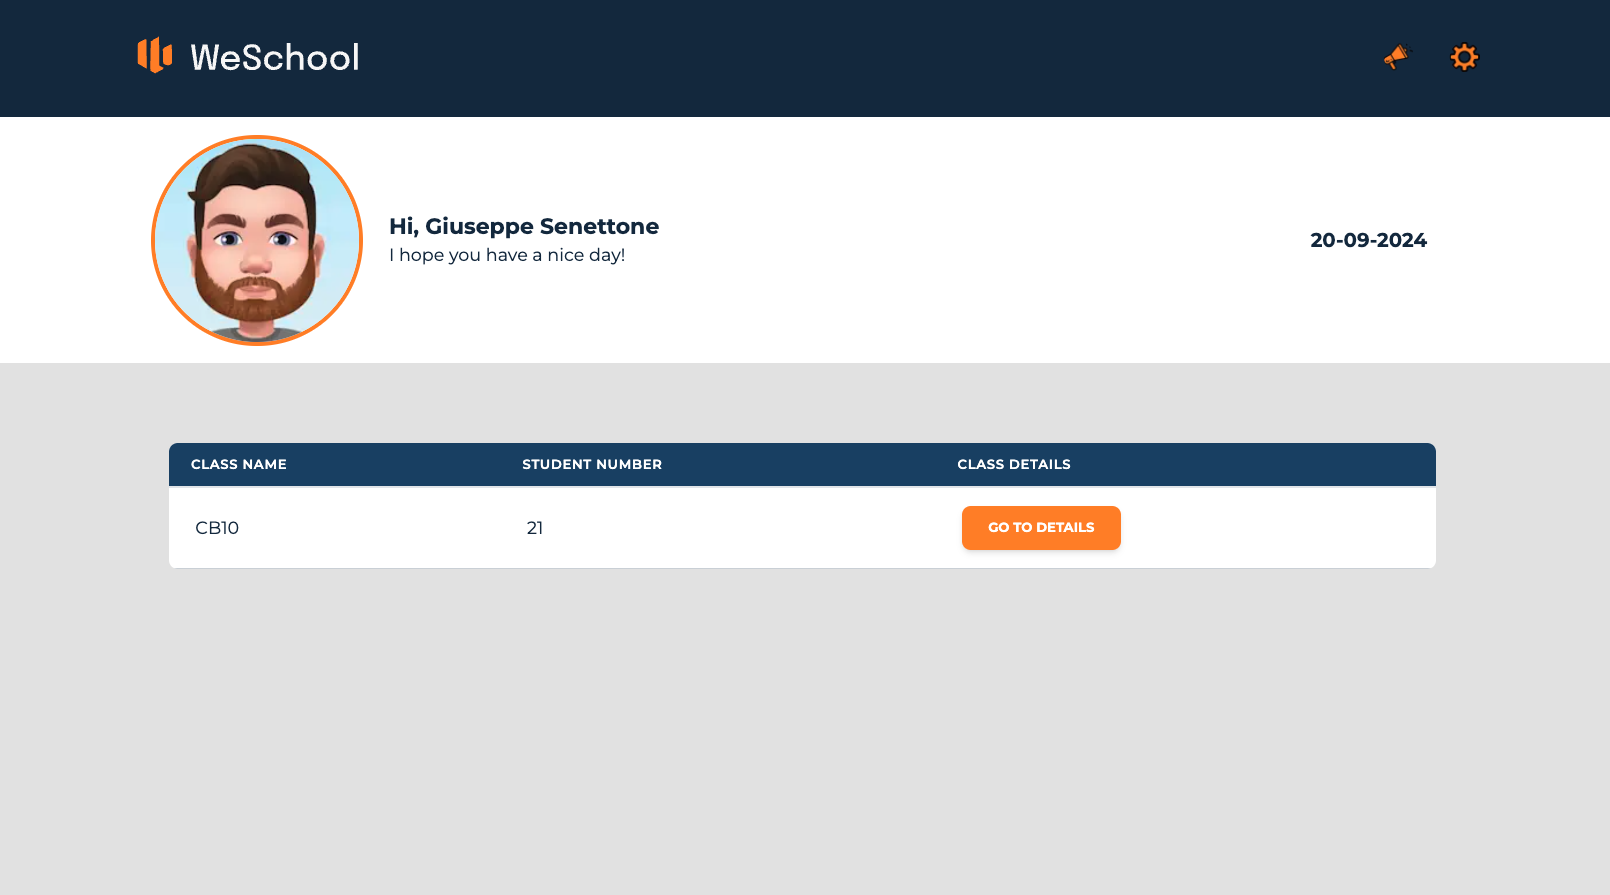 WeSchool
Hi, Giuseppe Senettone
I hope you have a nice day!
20-09-2024
CLASS NAME STUDENT NUMBER CLASS DETAILS
CB10 21 GO TO DETAILS